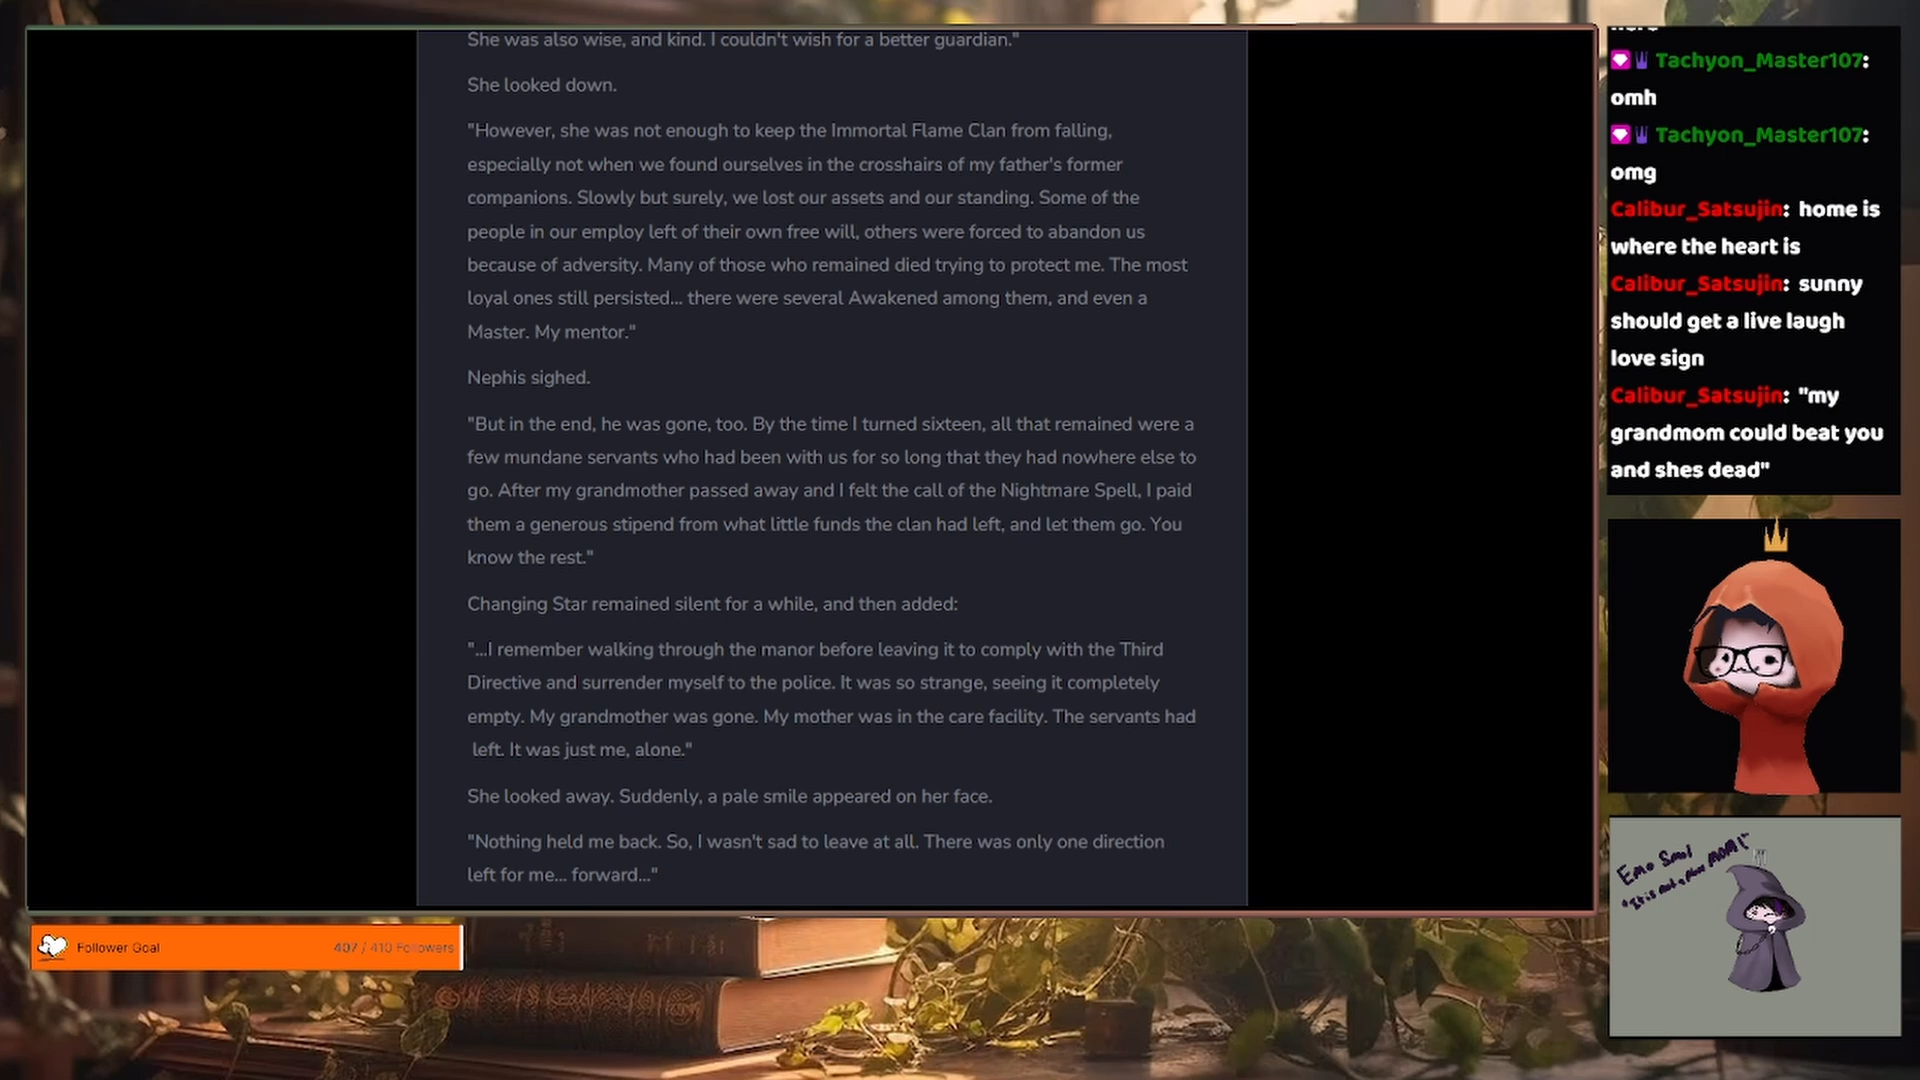 She was also wise, and kind. I couldn't wish for a better guardian."
She looked down.
"However, she was not enough to keep the Immortal Flame Clan from falling,
especially not when we found ourselves in the crosshairs of my father's former
companions. Slowly but surely, we lost our assets and our standing. Some of the
people in our employ left of their own free will, others were forced to abandon us
because of adversity. Many of those who remained died trying to protect me. The most
loyal ones still persisted... there were several Awakened among them, and even a
Master. My mentor."
Nephis sighed.
"But in the end, he was gone, too. By the time I turned sixteen, all that remained were a
few mundane servants who had been with us for so long that they had nowhere else to
go. After my grandmother passed away and I felt the call of the Nightmare Spell, I paid
them a generous stipend from what little funds the clan had left, and let them go. You
know the rest."
Changing Star remained silent for a while, and then added:
"...I remember walking through the manor before leaving it to comply with the Third
Directive and surrender myself to the police. It was so strange, seeing it completely
empty. My grandmother was gone. My mother was in the care facility. The servants had
left. It was just me, alone."
She looked away. Suddenly, a pale smile appeared on her face.
"Nothing held me back. So, I wasn't sad to leave at all. There was only one direction
left for me... forward..."
Tachyon_Master107:
omh
Tachyon_Master107:
omg
Calibur_Satsujin: home is
where the heart is
Calibur_Satsujin: sunny
should get a live laugh
love sign
Calibur_Satsujin: "my
grandmom could beat you
and shes dead"
Emo Smol
"It is not a phase MOM!"
Follower Goal
407 / 410 Followers